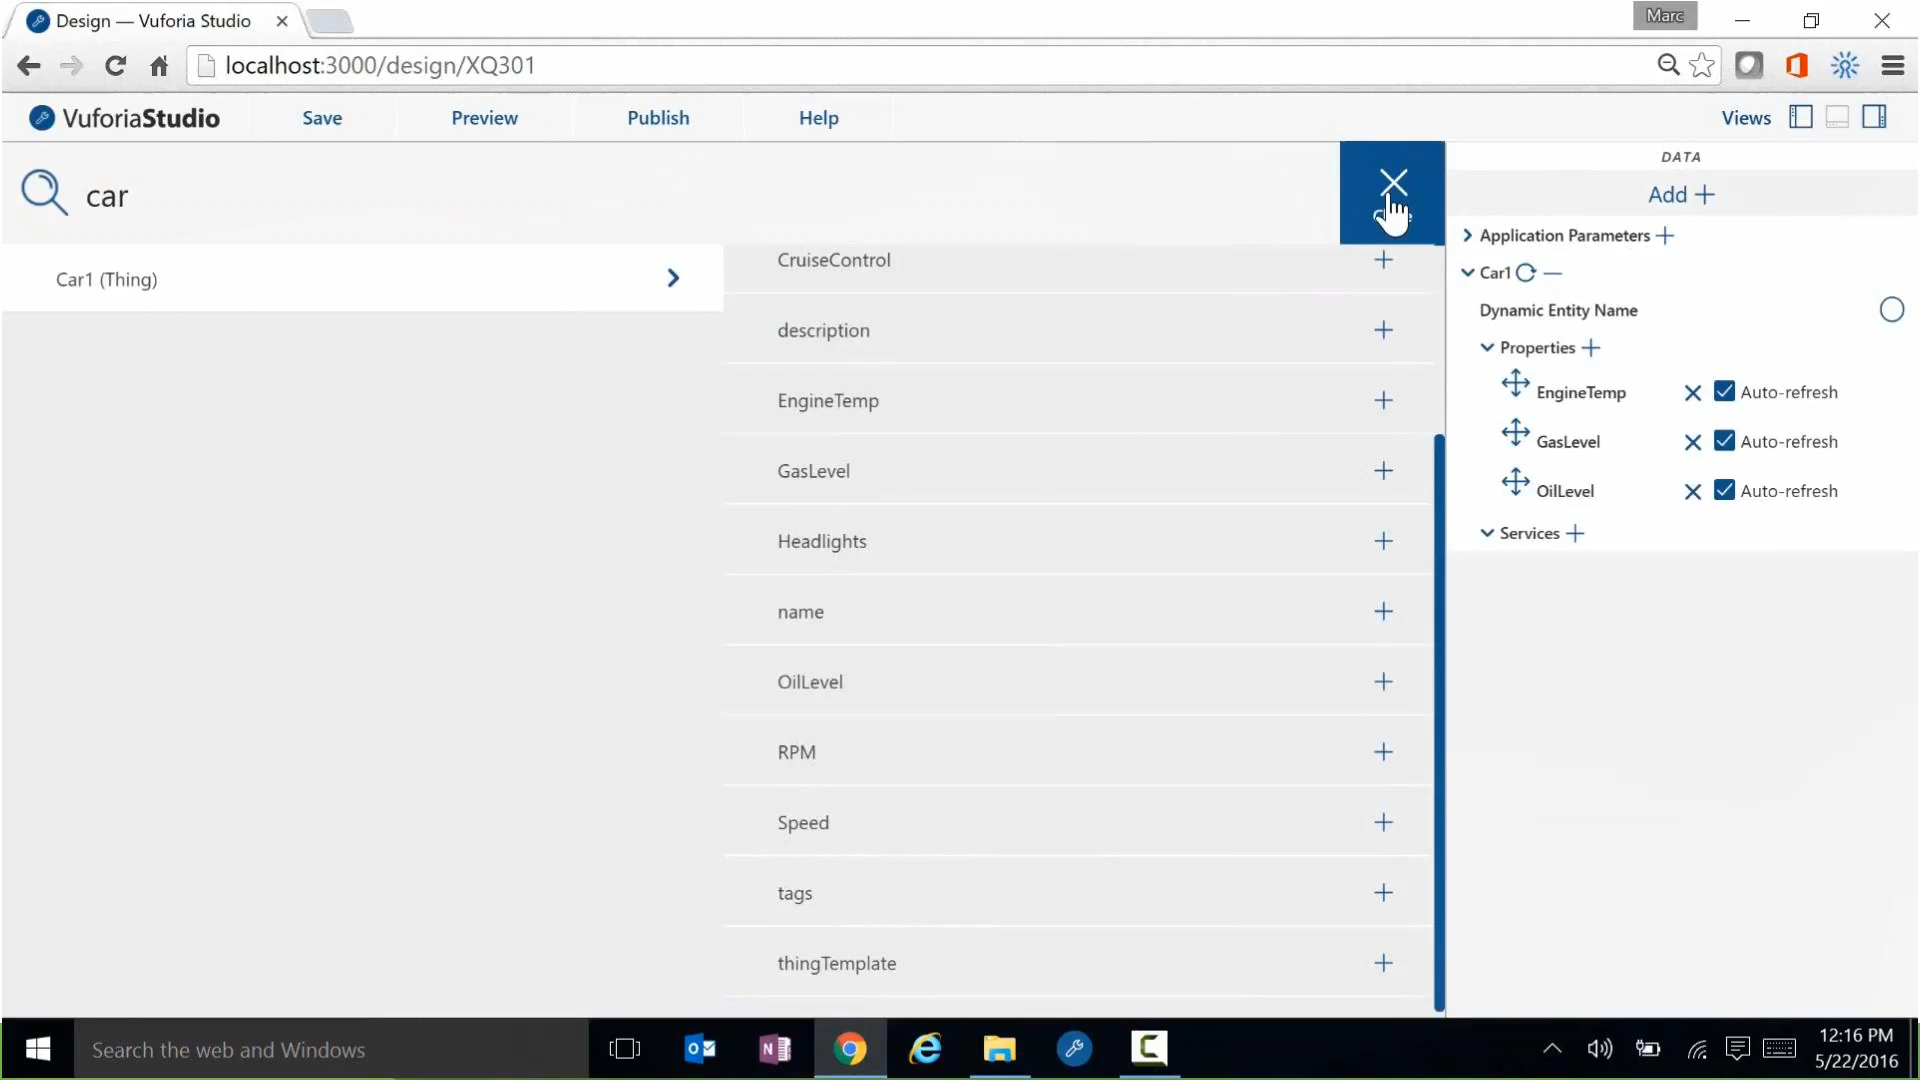 Design — Vuforia Studio
Marc
localhost:3000/design/XQ301
VuforiaStudio
Save
Preview
Publish
Help
Views
car
Car1 (Thing)
CruiseControl
description
EngineTemp
GasLevel
Headlights
name
OilLevel
RPM
Speed
tags
thingTemplate
DATA
Add
Application Parameters
Car1
Dynamic Entity Name
Properties
EngineTemp Auto-refresh
GasLevel Auto-refresh
OilLevel Auto-refresh
Services
Search the web and Windows
12:16 PM
5/22/2016